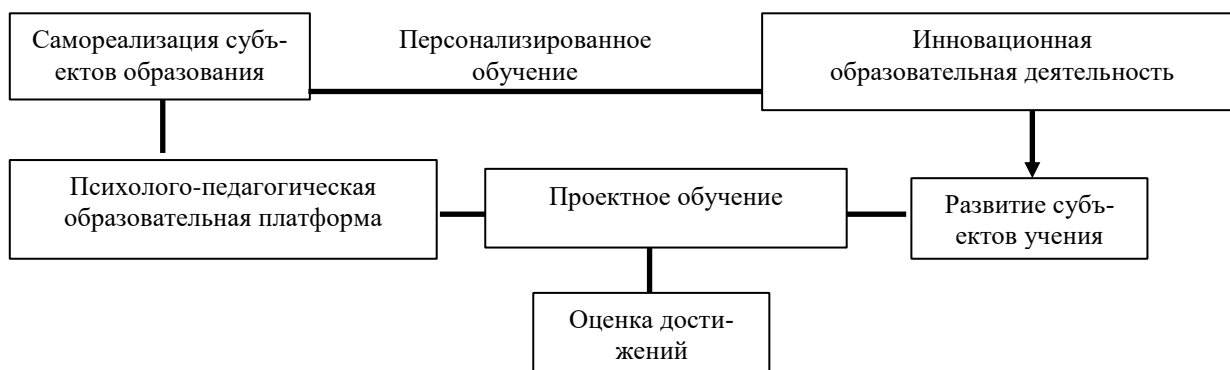 Самореализация субъ-
ектов образования
Персонализированное
обучение
Инновационная
образовательная деятельность
Психолого-педагогическая
образовательная платформа
Проектное обучение
Развитие субъ-
ектов учения
Оценка дости-
жений